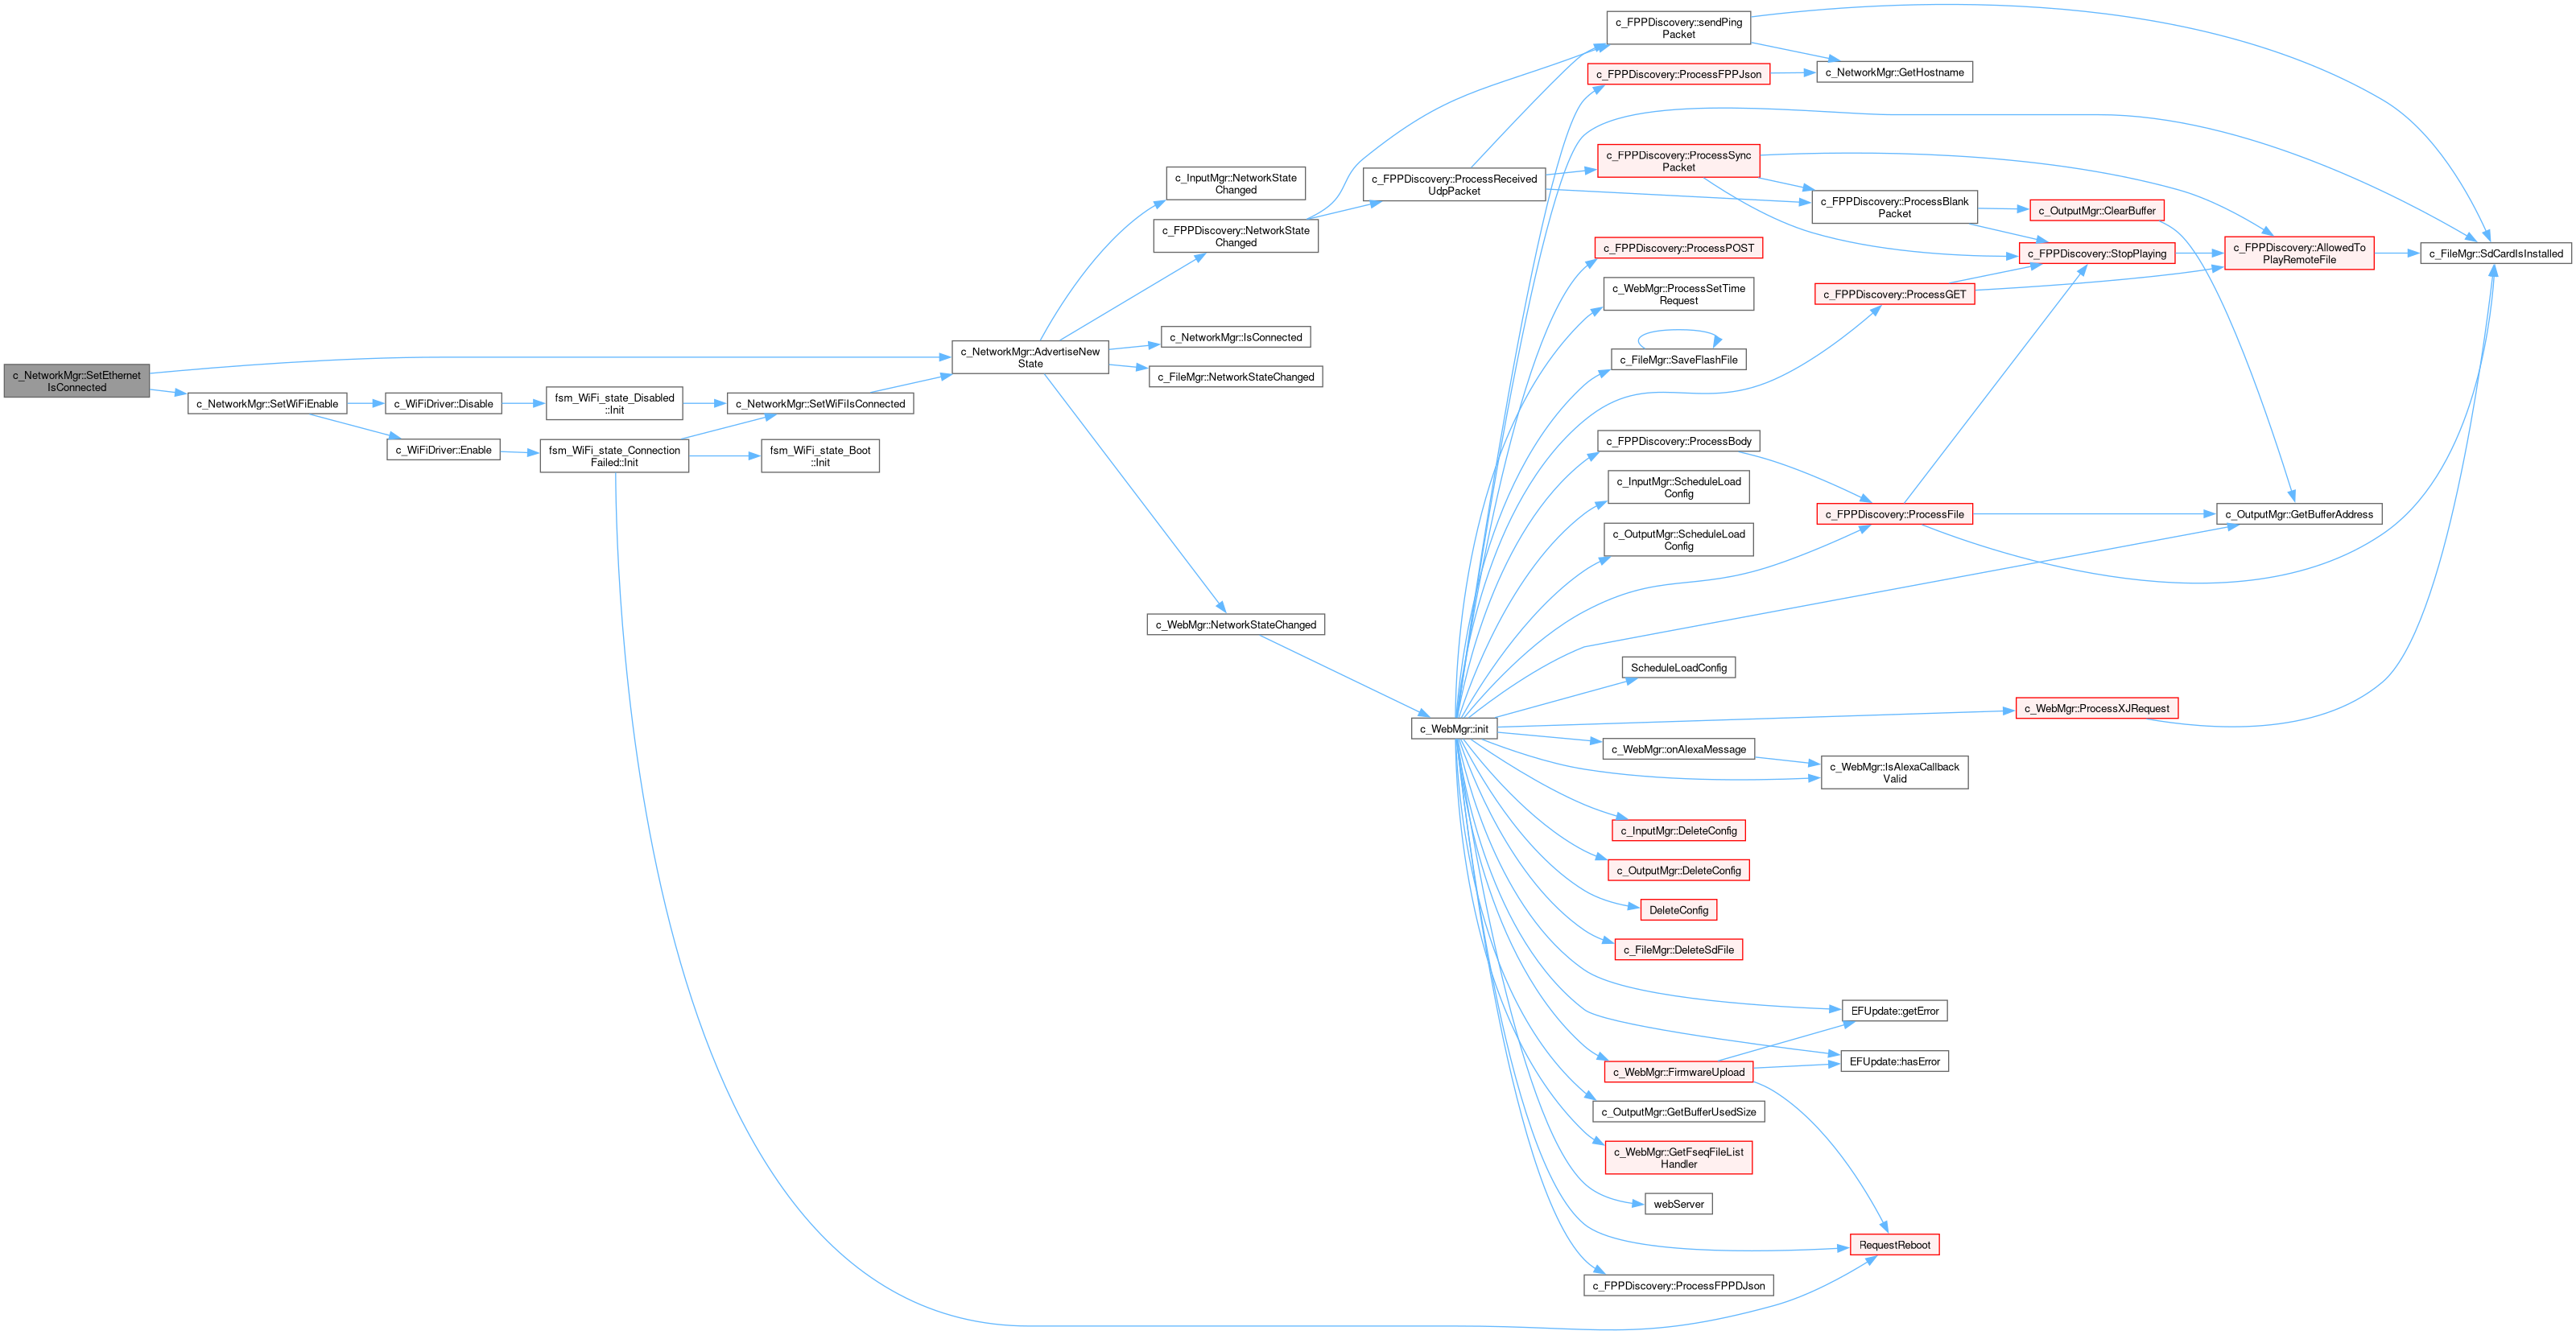 c_NetworkMgr::SetEthernet
IsConnected
c_NetworkMgr::SetWiFiEnable
c_WiFiDriver::Disable
c_WiFiDriver::Enable
fsm_WiFi_state_Disabled
::Init
fsm_WiFi_state_Connection
Failed::Init
c_NetworkMgr::SetWiFiIsConnected
fsm_WiFi_state_Boot
::Init
c_NetworkMgr::AdvertiseNew
State
c_InputMgr::NetworkState
Changed
c_FPPDiscovery::NetworkState
Changed
c_NetworkMgr::IsConnected
c_FileMgr::NetworkStateChanged
c_WebMgr::NetworkStateChanged
c_FPPDiscovery::ProcessReceived
UdpPacket
c_WebMgr::init
c_FPPDiscovery::sendPing
Packet
c_FPPDiscovery::ProcessFPPJson
c_FPPDiscovery::ProcessSync
Packet
c_FPPDiscovery::ProcessPOST
c_WebMgr::ProcessSetTime
Request
c_FileMgr::SaveFlashFile
c_FPPDiscovery::ProcessBody
c_InputMgr::ScheduleLoad
Config
c_OutputMgr::ScheduleLoad
Config
ScheduleLoadConfig
c_WebMgr::onAlexaMessage
c_InputMgr::DeleteConfig
c_OutputMgr::DeleteConfig
DeleteConfig
c_FileMgr::DeleteSdFile
c_WebMgr::FirmwareUpload
c_OutputMgr::GetBufferUsedSize
c_WebMgr::GetFseqFileList
Handler
webServer
c_FPPDiscovery::ProcessFPPDJson
c_NetworkMgr::GetHostname
c_FPPDiscovery::ProcessBlank
Packet
c_FPPDiscovery::ProcessGET
c_FPPDiscovery::ProcessFile
c_WebMgr::IsAlexaCallback
Valid
EFUpdate::getError
EFUpdate::hasError
RequestReboot
c_OutputMgr::ClearBuffer
c_FPPDiscovery::StopPlaying
c_WebMgr::ProcessXJRequest
c_FPPDiscovery::AllowedTo
PlayRemoteFile
c_OutputMgr::GetBufferAddress
c_FileMgr::SdCardIsInstalled